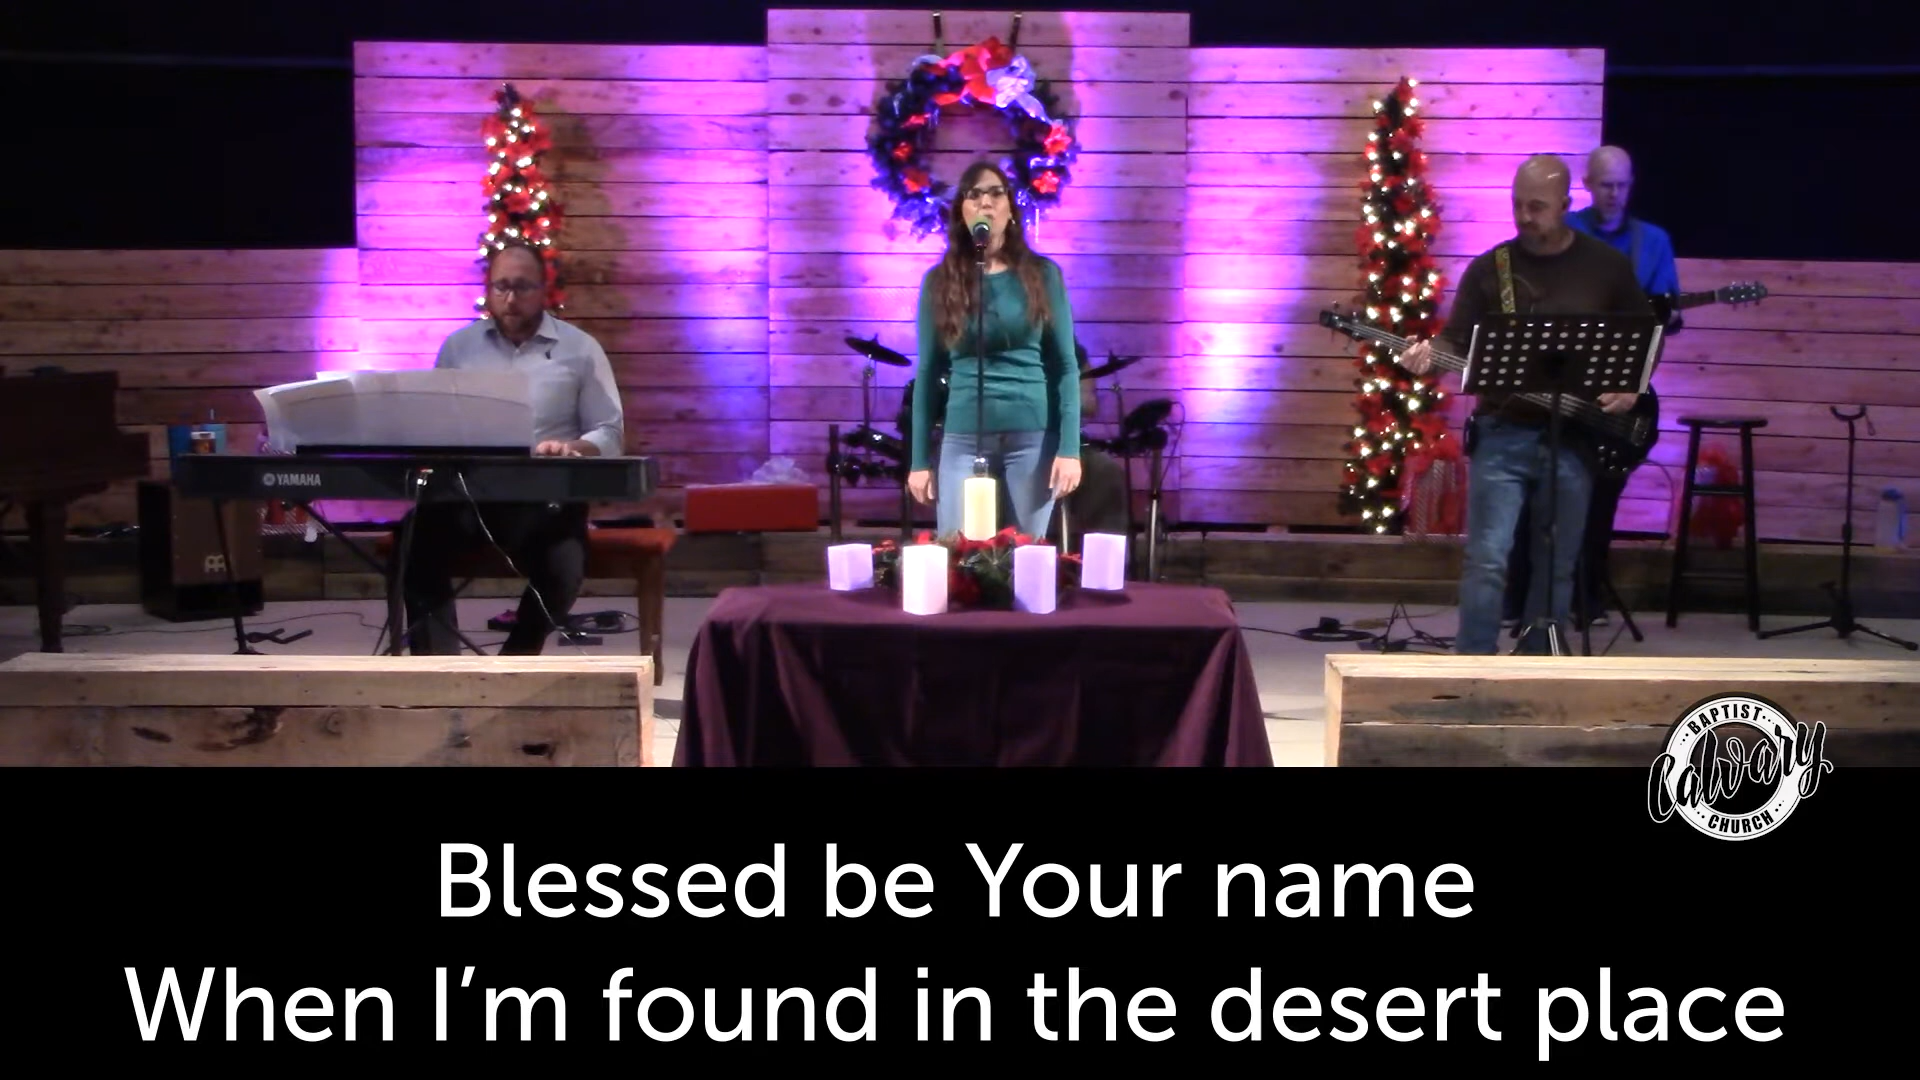 YAMAHA
BAPTIST
Calvary
CHURCH
Blessed be Your name
When I’m found in the desert place